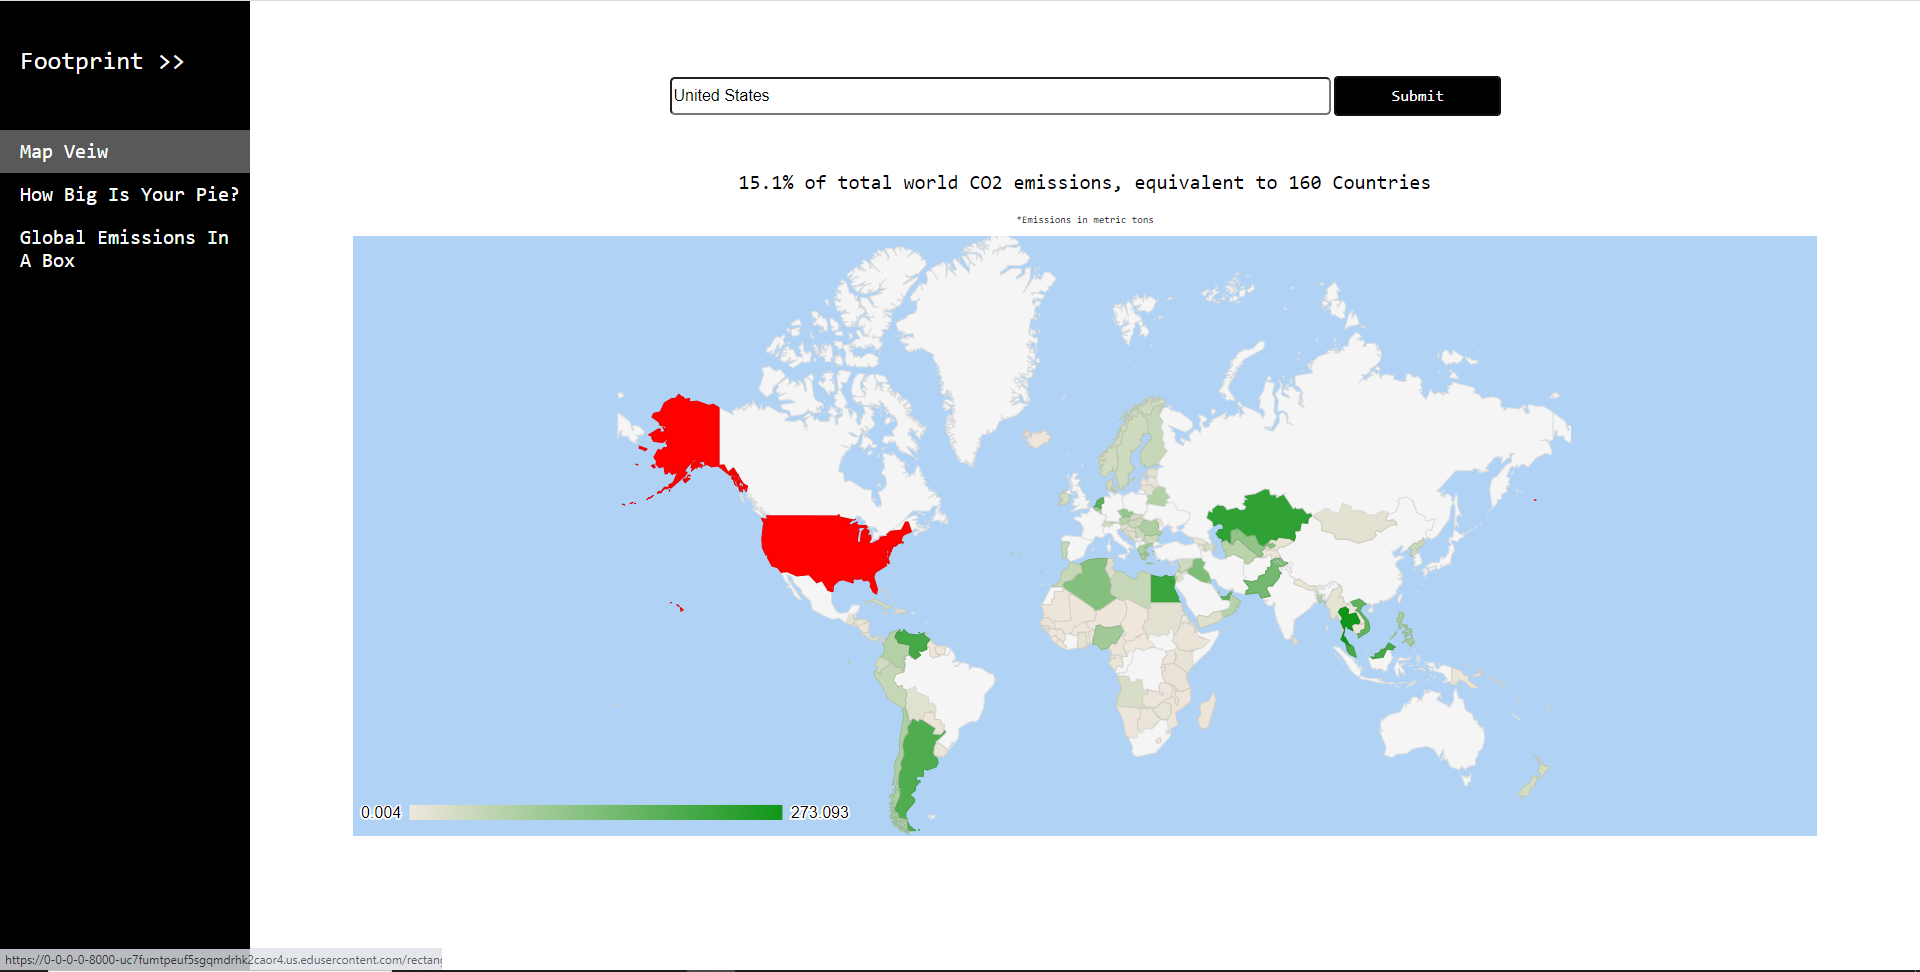 Footprint >>
Map Veiw
How Big Is Your Pie?
Global Emissions In
A Box
United States
Submit
15.1% of total world CO2 emissions, equivalent to 160 Countries
*Emissions in metric tons
0.004
273.093
https://0-0-0-0-8000-uc7fumtpeuf5sgqmdrhk2caor4.us.edusercontent.com/rectang